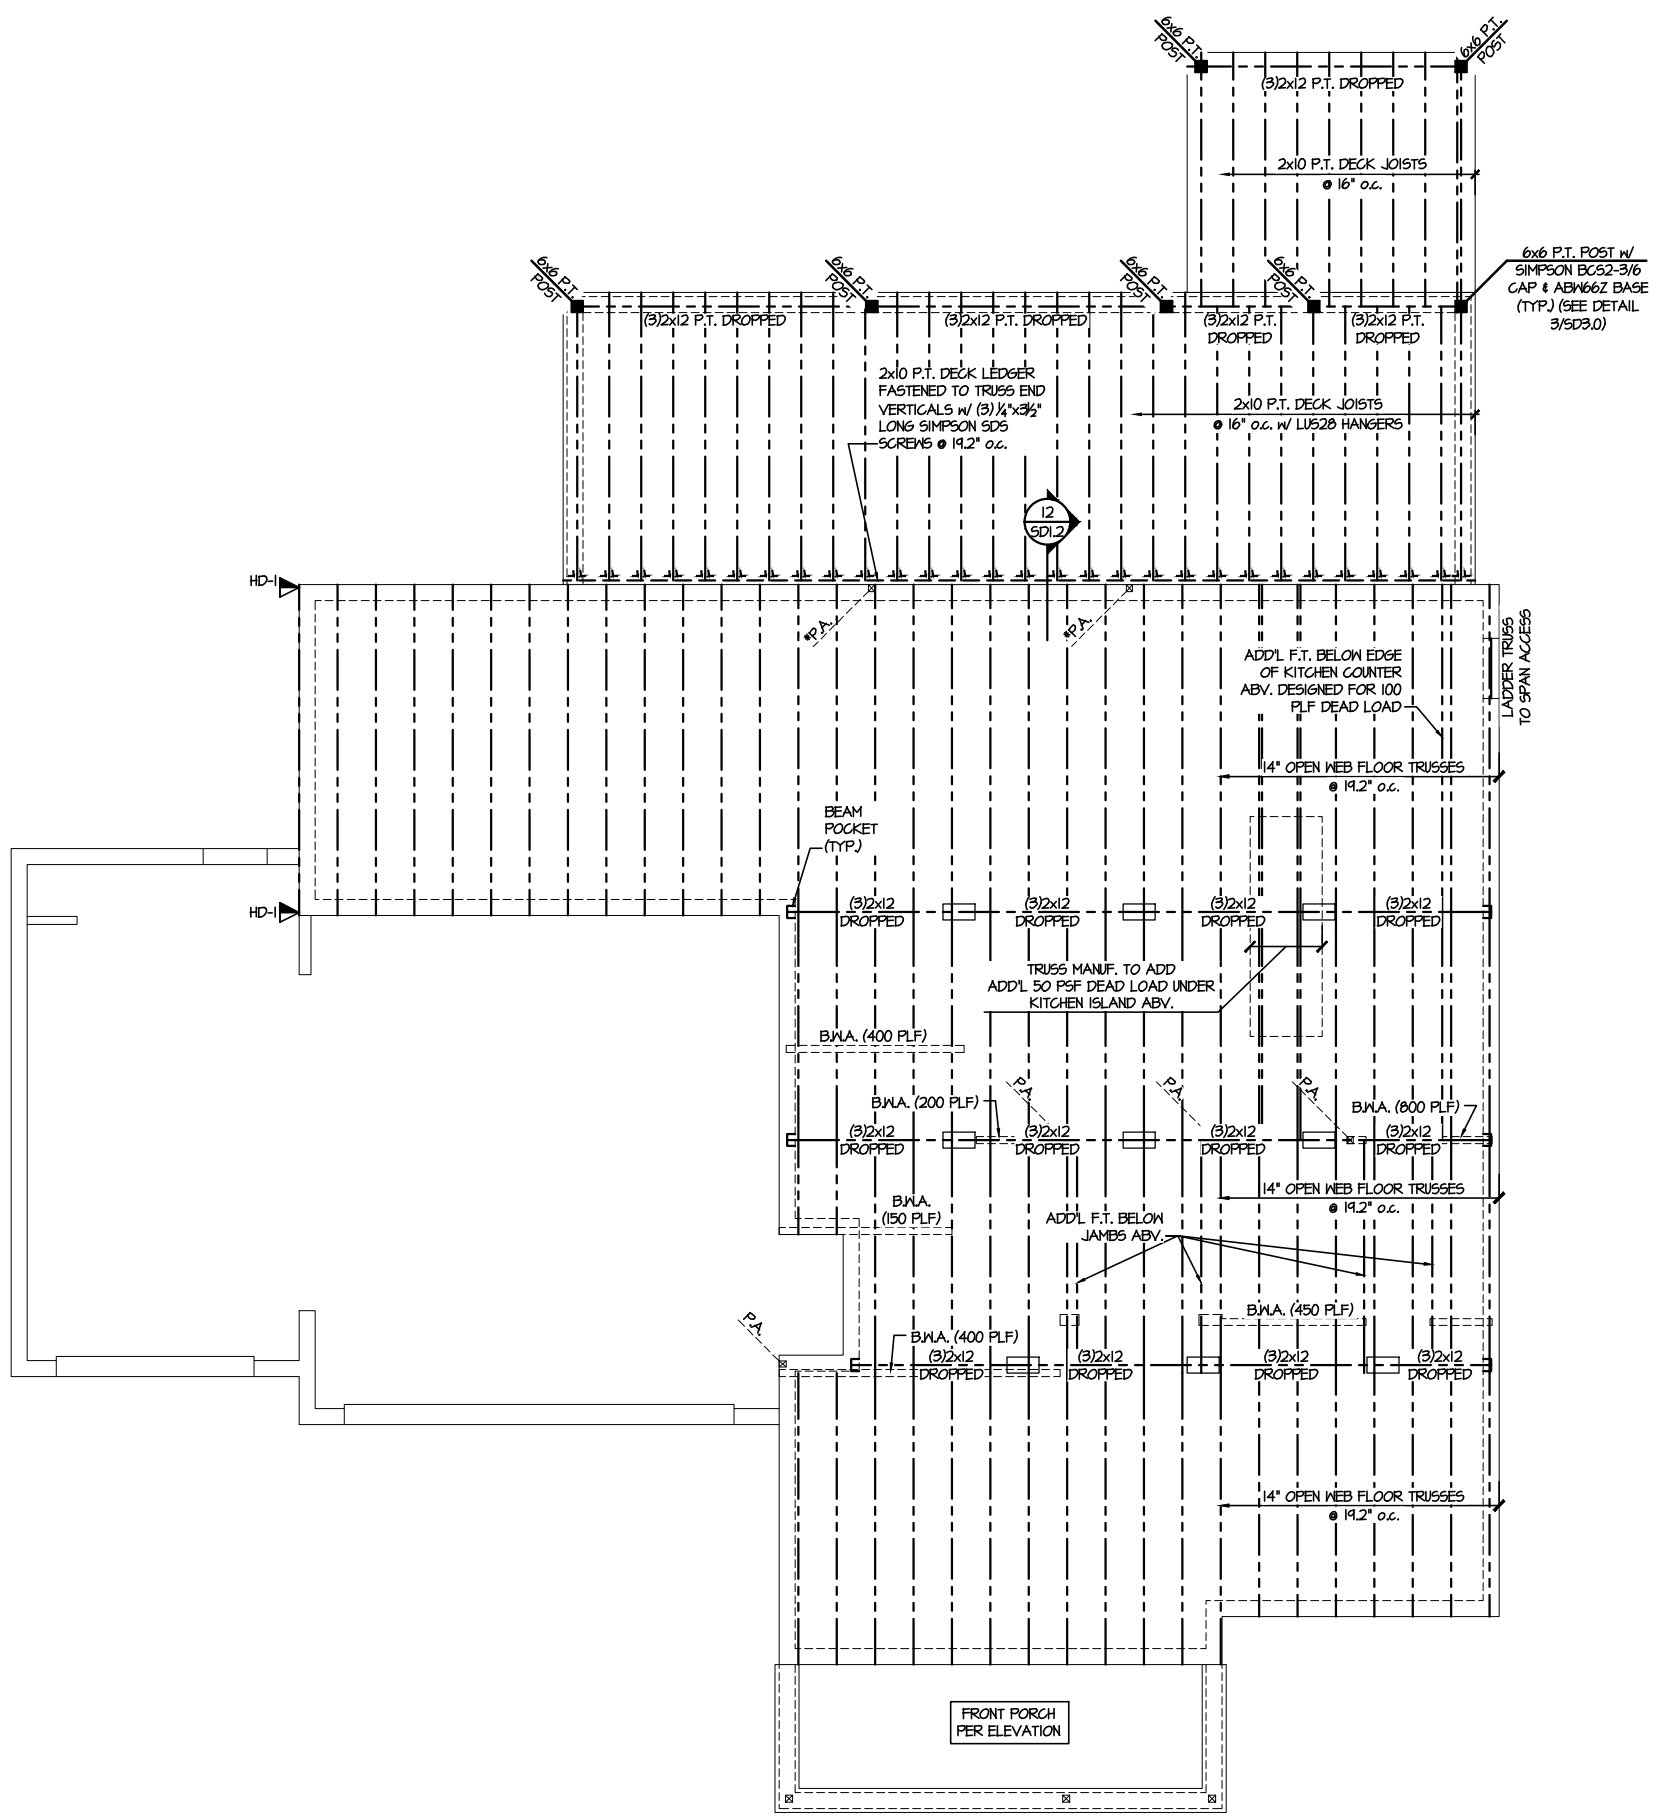 6x6 P.T.
POST
6x6 P.T.
POST
(3)2x12 P.T. DROPPED
2x10 P.T. DECK JOISTS
@ 16" o.c.
6x6 P.T.
POST
6x6 P.T.
POST
6x6 P.T.
POST
6x6 P.T.
POST
6x6 P.T. POST w/
SIMPSON BCS2-3/6
CAP & ABW66Z BASE
(TYP.) (SEE DETAIL
3/SD3.0)
(3)2x12 P.T. DROPPED
(3)2x12 P.T. DROPPED
(3)2x12 P.T.
DROPPED
(3)2x12 P.T.
DROPPED
2x10 P.T. DECK LEDGER
FASTENED TO TRUSS END
VERTICALS w/ (3) 1/4"x3 1/2"
LONG SIMPSON SDS
SCREWS @ 19.2" o.c.
2x10 P.T. DECK JOISTS
@ 16" o.c. w/ LUS28 HANGERS
12
SD1.2
HD-1
*P.A.
*P.A.
LADDER TRUSS
TO SPAN ACCESS
ADD'L F.T. BELOW EDGE
OF KITCHEN COUNTER
ABV. DESIGNED FOR 100
PLF DEAD LOAD
14" OPEN WEB FLOOR TRUSSES
@ 19.2" o.c.
BEAM
POCKET
(TYP.)
HD-1
(3)2x12
DROPPED
(3)2x12
DROPPED
(3)2x12
DROPPED
(3)2x12
DROPPED
TRUSS MANUF. TO ADD
ADD'L 50 PSF DEAD LOAD UNDER
KITCHEN ISLAND ABV.
B.W.A. (400 PLF)
P.A.
P.A.
P.A.
B.W.A. (200 PLF)
B.W.A. (800 PLF)
(3)2x12
DROPPED
(3)2x12
DROPPED
(3)2x12
DROPPED
(3)2x12
DROPPED
14" OPEN WEB FLOOR TRUSSES
@ 19.2" o.c.
B.W.A.
(150 PLF)
ADD'L F.T. BELOW
JAMBS ABV.
B.W.A. (450 PLF)
P.A.
B.W.A. (400 PLF)
(3)2x12
DROPPED
(3)2x12
DROPPED
(3)2x12
DROPPED
(3)2x12
DROPPED
14" OPEN WEB FLOOR TRUSSES
@ 19.2" o.c.
FRONT PORCH
PER ELEVATION